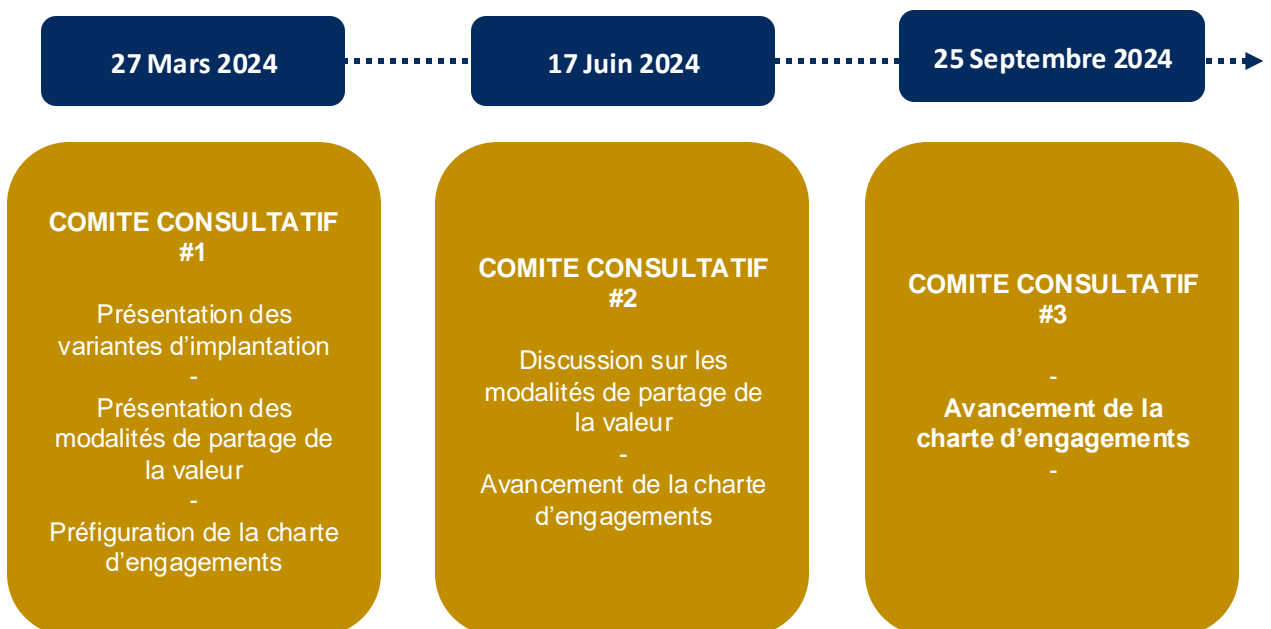 27 Mars 2024
17 Juin 2024
25 Septembre 2024
COMITE CONSULTATIF
#1
Présentation des
variantes d’implantation
-
Présentation des
modalités de partage de
la valeur
-
Préfiguration de la charte
d’engagements
COMITE CONSULTATIF
#2
Discussion sur les
modalités de partage de
la valeur
-
Avancement de la charte
d’engagements
COMITE CONSULTATIF
#3
-
Avancement de la
charte d’engagements
-